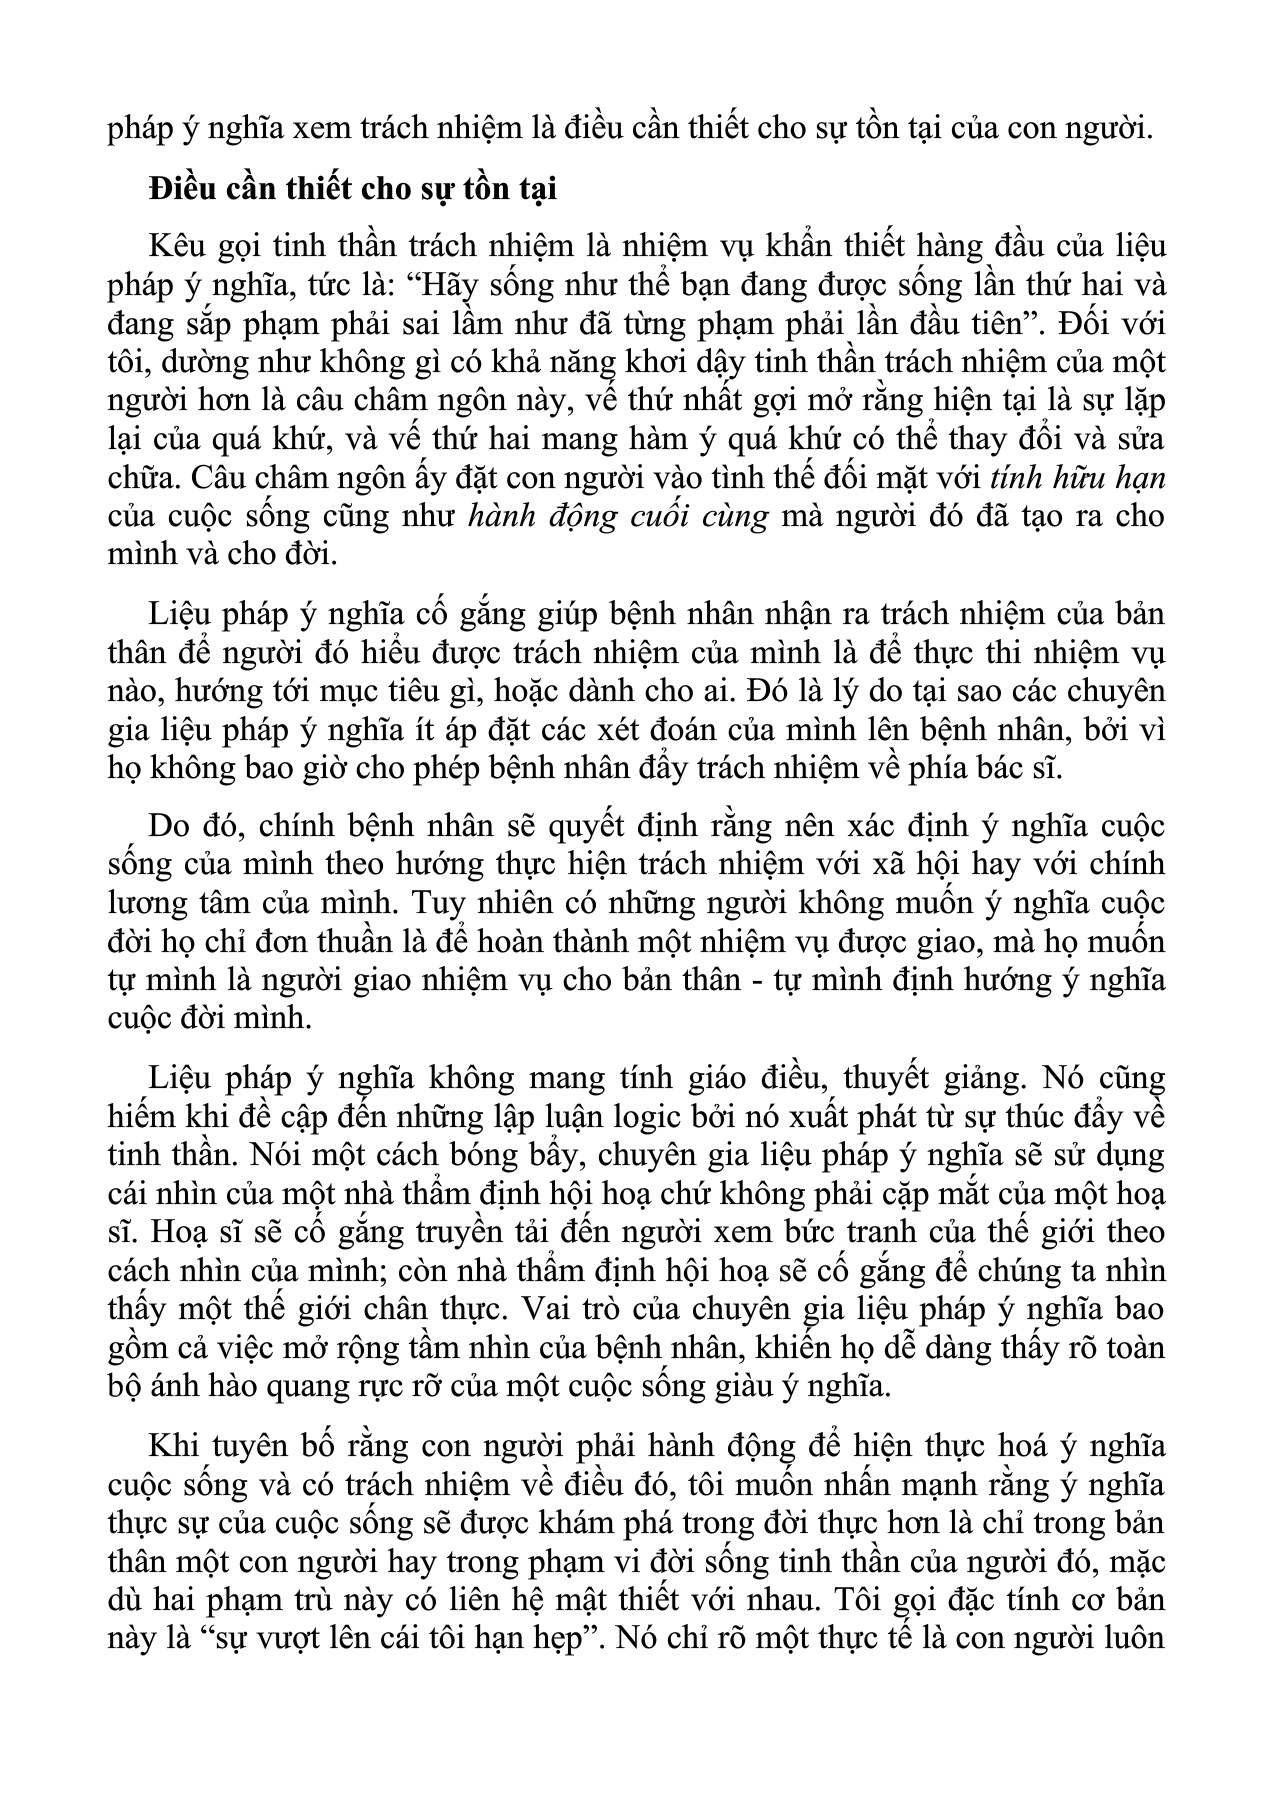 pháp ý nghĩa xem trách nhiệm là điều cần thiết cho sự tồn tại của con người.
Điều cần thiết cho sự tồn tại
Kêu gọi tinh thần trách nhiệm là nhiệm vụ khẩn thiết hàng đầu của liệu
pháp ý nghĩa, tức là: “Hãy sống như thể bạn đang được sống lần thứ hai và
đang sắp phạm phải sai lầm như đã từng phạm phải lần đầu tiên”. Đối với
tôi, dường như không gì có khả năng khơi dậy tinh thần trách nhiệm của một
người hơn là câu châm ngôn này, vế thứ nhất gợi mở rằng hiện tại là sự lặp
lại của quá khứ, và vế thứ hai mang hàm ý quá khứ có thể thay đổi và sửa
chữa. Câu châm ngôn ấy đặt con người vào tình thế đối mặt với tính hữu hạn
của cuộc sống cũng như hành động cuối cùng mà người đó đã tạo ra cho
mình và cho đời.
Liệu pháp ý nghĩa cố gắng giúp bệnh nhân nhận ra trách nhiệm của bản
thân để người đó hiểu được trách nhiệm của mình là để thực thi nhiệm vụ
nào, hướng tới mục tiêu gì, hoặc dành cho ai. Đó là lý do tại sao các chuyên
gia liệu pháp ý nghĩa ít áp đặt các xét đoán của mình lên bệnh nhân, bởi vì
họ không bao giờ cho phép bệnh nhân đẩy trách nhiệm về phía bác sĩ.
Do đó, chính bệnh nhân sẽ quyết định rằng nên xác định ý nghĩa cuộc
sống của mình theo hướng thực hiện trách nhiệm với xã hội hay với chính
lương tâm của mình. Tuy nhiên có những người không muốn ý nghĩa cuộc
đời họ chỉ đơn thuần là để hoàn thành một nhiệm vụ được giao, mà họ muốn
tự mình là người giao nhiệm vụ cho bản thân - tự mình định hướng ý nghĩa
cuộc đời mình.
Liệu pháp ý nghĩa không mang tính giáo điều, thuyết giảng. Nó cũng
hiếm khi đề cập đến những lập luận logic bởi nó xuất phát từ sự thúc đẩy về
tinh thần. Nói một cách bóng bẩy, chuyên gia liệu pháp ý nghĩa sẽ sử dụng
cái nhìn của một nhà thẩm định hội hoạ chứ không phải cặp mắt của một hoạ
sĩ. Hoạ sĩ sẽ cố gắng truyền tải đến người xem bức tranh của thế giới theo
cách nhìn của mình; còn nhà thẩm định hội hoạ sẽ cố gắng để chúng ta nhìn
thấy một thế giới chân thực. Vai trò của chuyên gia liệu pháp ý nghĩa bao
gồm cả việc mở rộng tầm nhìn của bệnh nhân, khiến họ dễ dàng thấy rõ toàn
bộ ánh hào quang rực rỡ của một cuộc sống giàu ý nghĩa.
Khi tuyên bố rằng con người phải hành động để hiện thực hoá ý nghĩa
cuộc sống và có trách nhiệm về điều đó, tôi muốn nhấn mạnh rằng ý nghĩa
thực sự của cuộc sống sẽ được khám phá trong đời thực hơn là chỉ trong bản
thân một con người hay trong phạm vi đời sống tinh thần của người đó, mặc
dù hai phạm trù này có liên hệ mật thiết với nhau. Tôi gọi đặc tính cơ bản
này là “sự vượt lên cái tôi hạn hẹp”. Nó chỉ rõ một thực tế là con người luôn